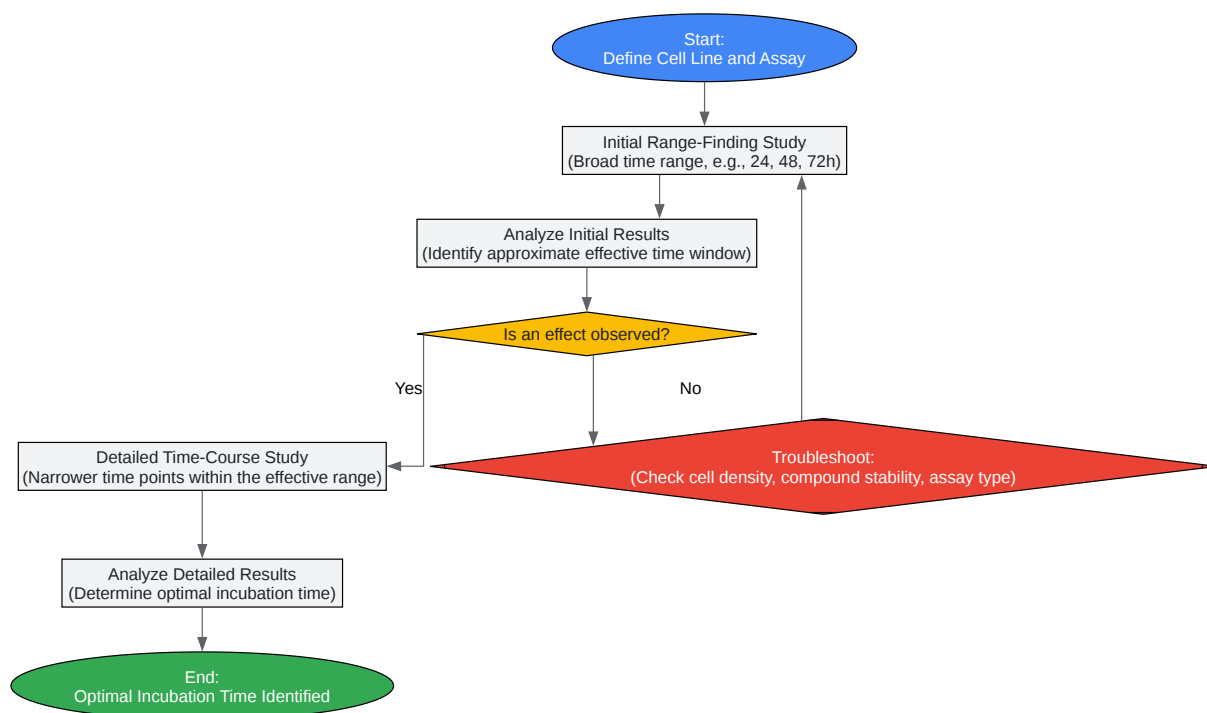 Start:
Define Cell Line and Assay
Initial Range-Finding Study
(Broad time range, e.g., 24, 48, 72h)
Analyze Initial Results
(Identify approximate effective time window)
Is an effect observed?
Yes
No
Detailed Time-Course Study
(Narrower time points within the effective range)
Troubleshoot:
(Check cell density, compound stability, assay type)
Analyze Detailed Results
(Determine optimal incubation time)
End:
Optimal Incubation Time Identified